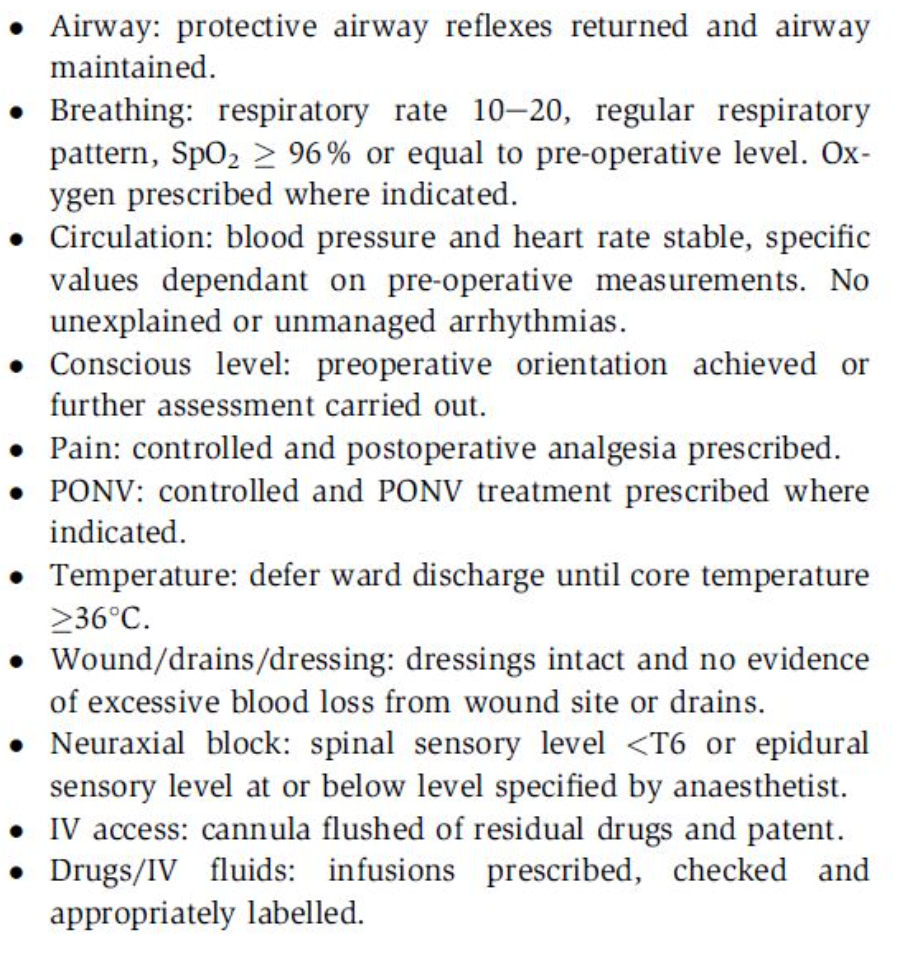 • Airway: protective airway reflexes returned and airway
maintained.
• Breathing: respiratory rate 10–20, regular respiratory
pattern, SpO₂ ≥ 96% or equal to pre-operative level. Ox-
ygen prescribed where indicated.
• Circulation: blood pressure and heart rate stable, specific
values dependant on pre-operative measurements. No
unexplained or unmanaged arrhythmias.
• Conscious level: preoperative orientation achieved or
further assessment carried out.
• Pain: controlled and postoperative analgesia prescribed.
• PONV: controlled and PONV treatment prescribed where
indicated.
• Temperature: defer ward discharge until core temperature
≥36°C.
• Wound/drains/dressing: dressings intact and no evidence
of excessive blood loss from wound site or drains.
• Neuraxial block: spinal sensory level <T6 or epidural
sensory level at or below level specified by anaesthetist.
• IV access: cannula flushed of residual drugs and patent.
• Drugs/IV fluids: infusions prescribed, checked and
appropriately labelled.